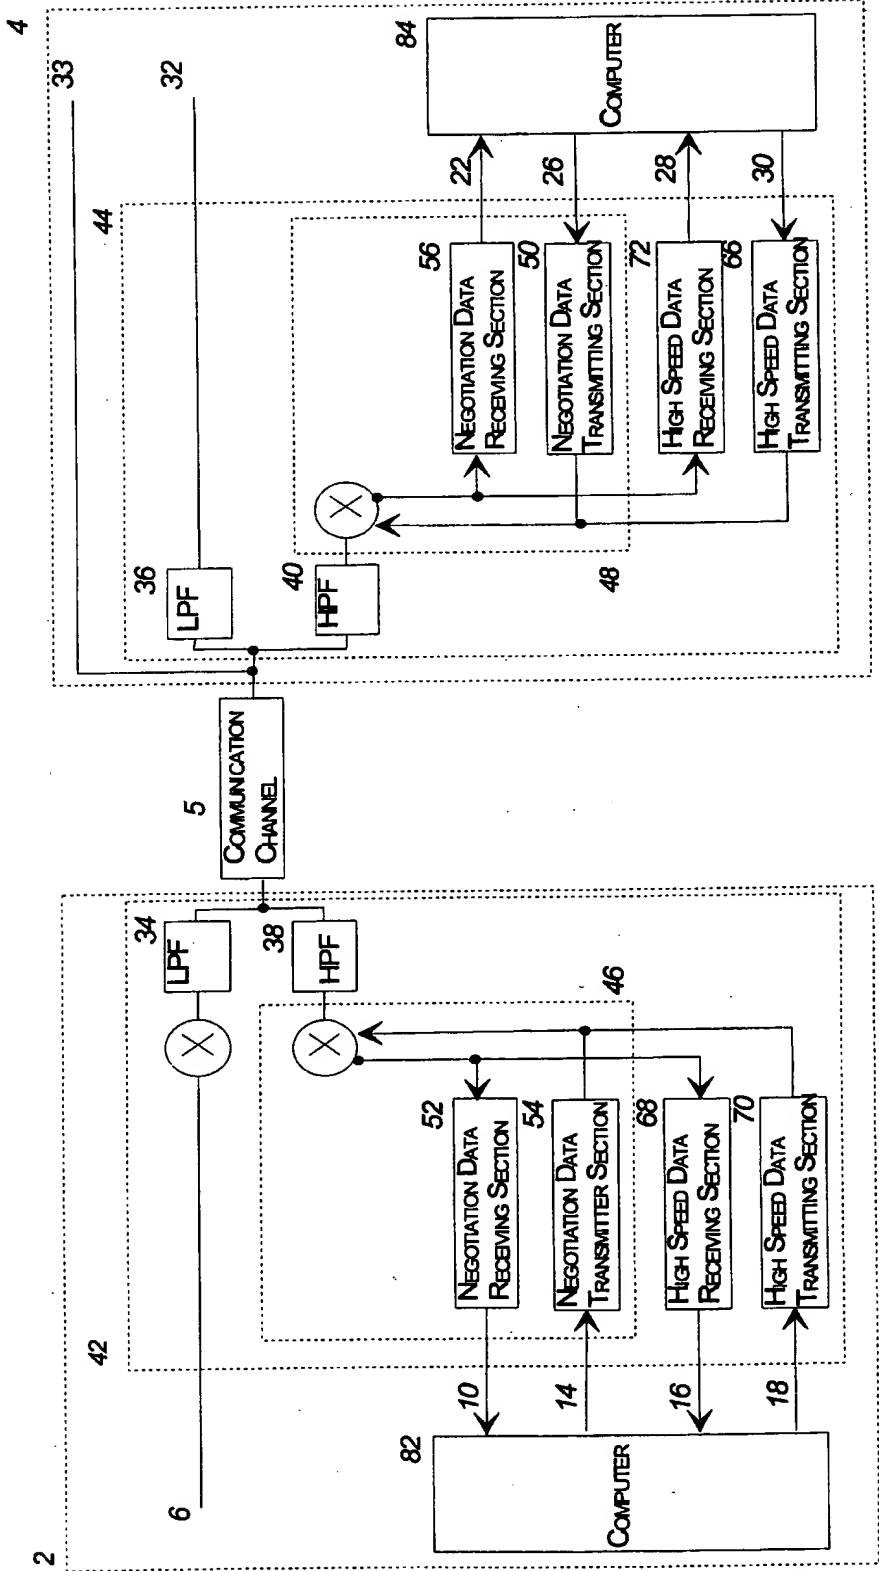 2
42
6
82
COMPUTER
10
14
16
18
52
NEGOTIATION DATA
RECEIVING SECTION
54
NEGOTIATION DATA
TRANSMITTER SECTION
68
HIGH SPEED DATA
RECEIVING SECTION
70
HIGH SPEED DATA
TRANSMITTING SECTION
46
X
X
34
LPF
38
HPF
5
COMMUNICATION
CHANNEL
4
33
32
44
36
LPF
40
HPF
X
48
56
NEGOTIATION DATA
RECEIVING SECTION
50
NEGOTIATION DATA
TRANSMITTING SECTION
72
HIGH SPEED DATA
RECEIVING SECTION
66
HIGH SPEED DATA
TRANSMITTING SECTION
22
26
28
30
84
COMPUTER